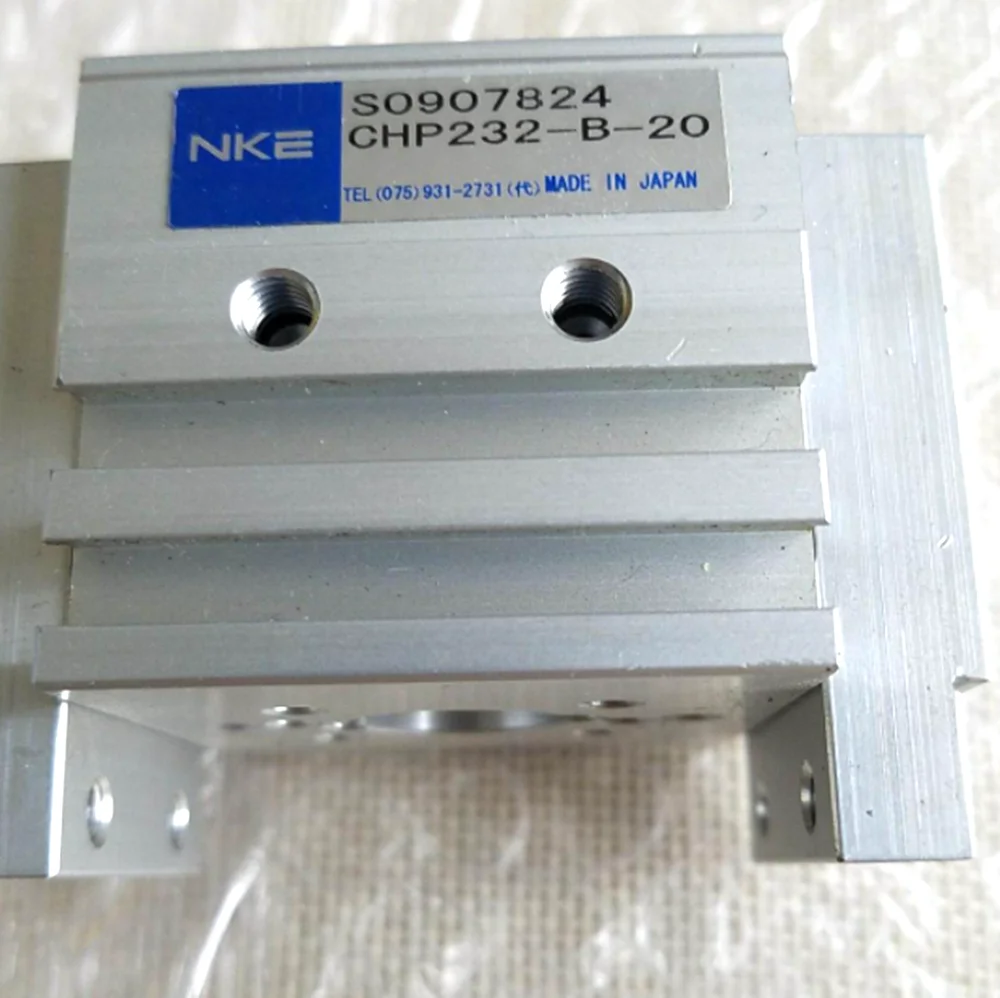 NKE
S0907824
CHP232-B-20
TEL(075)931-2731(代) MADE IN JAPAN